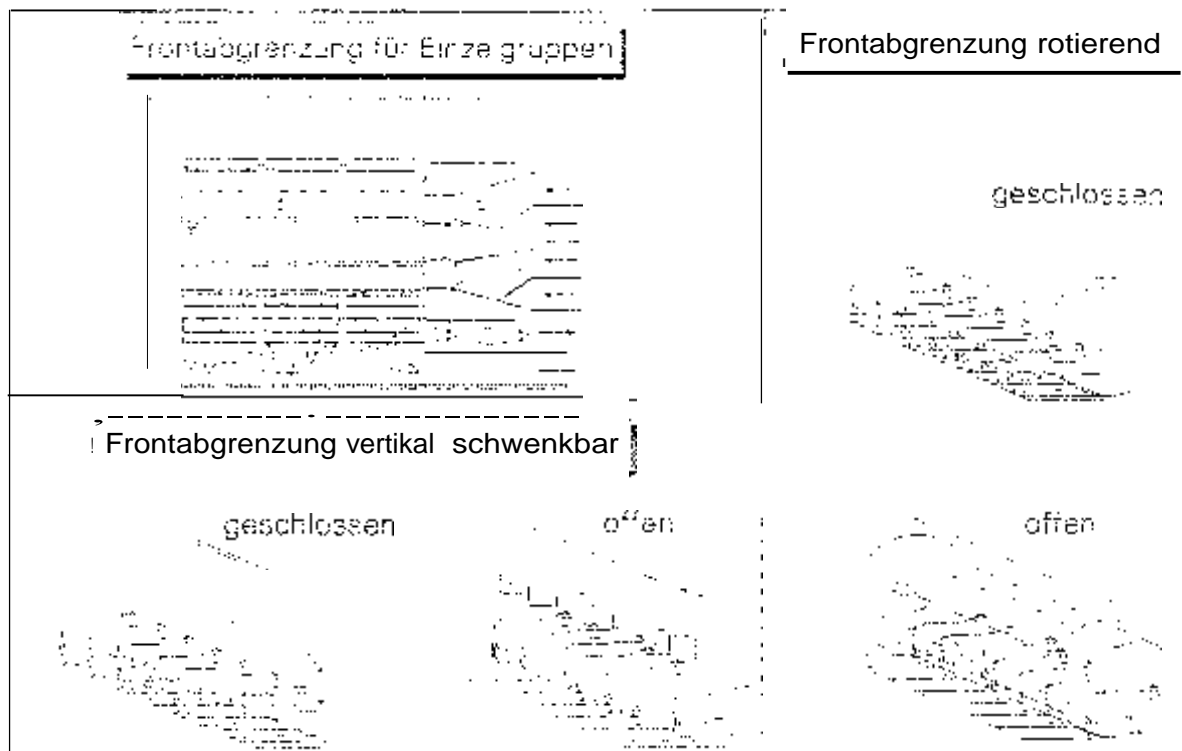 Frontabgrenzung für Einzelgruppen
Frontabgrenzung rotierend
geschlossen
Frontabgrenzung vertikal schwenkbar
geschlossen
offen
offen